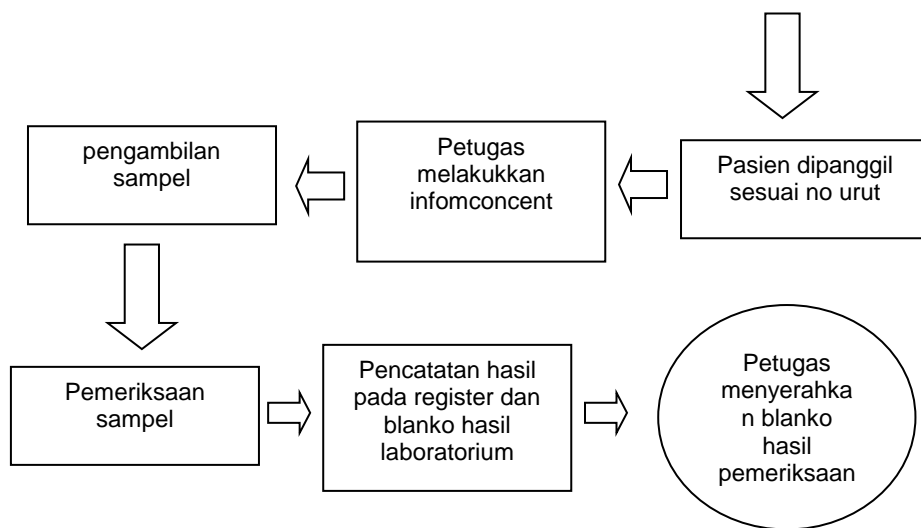 pengambilan
sampel
Petugas
melakukkan
infomconcent
Pasien dipanggil
sesuai no urut
Pemeriksaan
sampel
Pencatatan hasil
pada register dan
blanko hasil
laboratorium
Petugas
menyerahka
n blanko
hasil
pemeriksaan